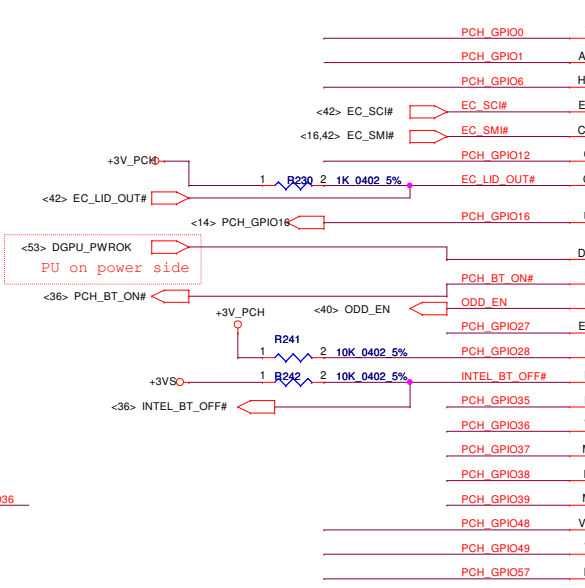 PCH_GPIO0
PCH_GPIO1
PCH_GPIO6
<42> EC_SCI# EC_SCI#
<16,42> EC_SMI# EC_SMI#
+3V_PCH PCH_GPIO12
1 R230 2 1K_0402_5% EC_LID_OUT#
<42> EC_LID_OUT#
<14> PCH_GPIO16 PCH_GPIO16
<53> DGPU_PWROK
PU on power side
PCH_BT_ON#
<36> PCH_BT_ON#
<40> ODD_EN ODD_EN
+3V_PCH
PCH_GPIO27
R241
1 2 10K_0402_5% PCH_GPIO28
+3VS 1 R242 2 10K_0402_5% INTEL_BT_OFF#
<36> INTEL_BT_OFF# PCH_GPIO35
PCH_GPIO36
PCH_GPIO37
PCH_GPIO38
PCH_GPIO39
36
PCH_GPIO48
PCH_GPIO49
PCH_GPIO57